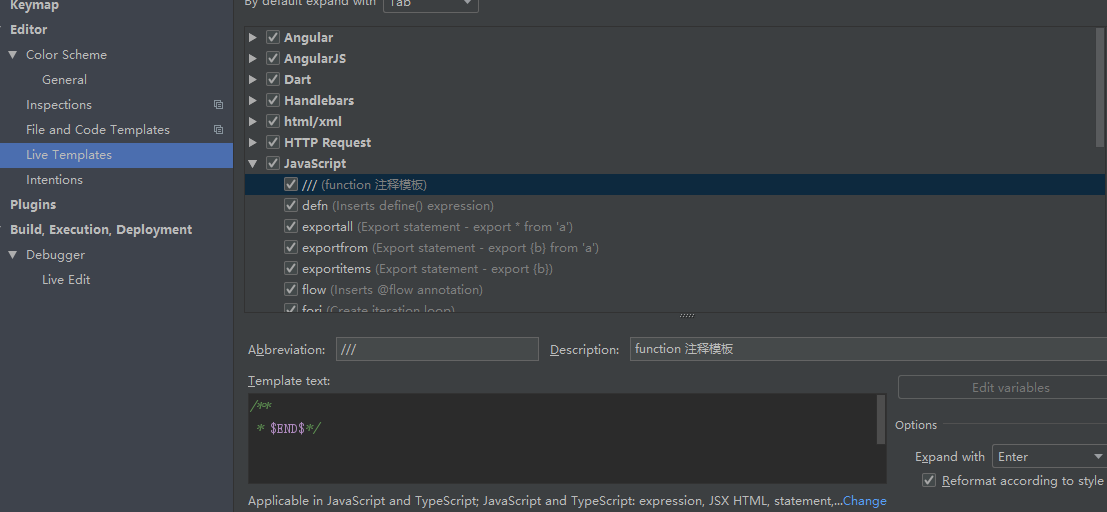 Keymap
Editor
Color Scheme
General
Inspections
File and Code Templates
Live Templates
Intentions
Plugins
Build, Execution, Deployment
Debugger
Live Edit
By default expand with Tab
Angular
AngularJS
Dart
Handlebars
html/xml
HTTP Request
JavaScript
/// (function 注释模板)
defn (Inserts define() expression)
exportall (Export statement - export * from 'a')
exportfrom (Export statement - export {b} from 'a')
exportitems (Export statement - export {b})
flow (Inserts @flow annotation)
fori (Create iteration loop)
Abbreviation: /// Description: function 注释模板
Template text:
Edit variables
/**
* $END$*/
Options
Expand with Enter
Reformat according to style
Applicable in JavaScript and TypeScript; JavaScript and TypeScript: expression, JSX HTML, statement,...Change